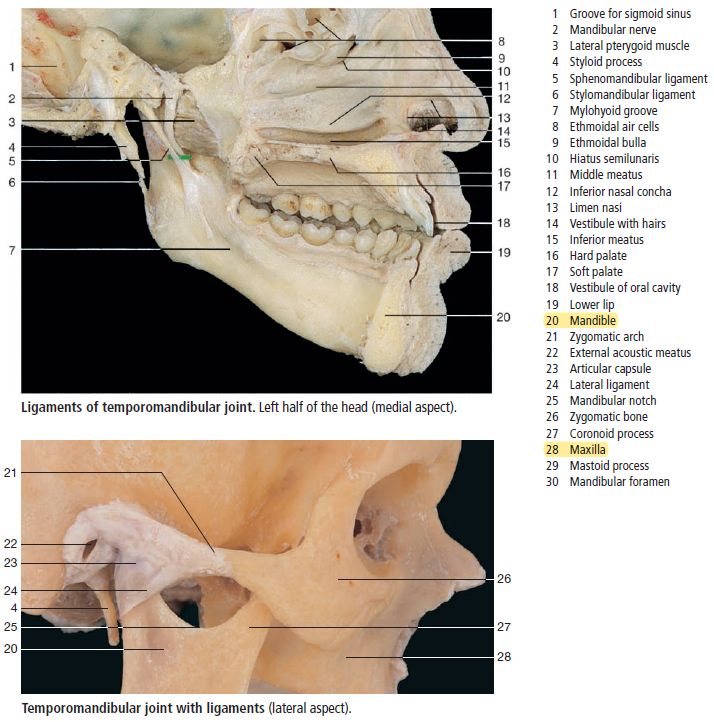 8
9
10
11
12
13
14
15
16
17
18
19
20
1
2
3
4
5
6
7
Ligaments of temporomandibular joint. Left half of the head (medial aspect).
21
22
23
24
4
25
20
26
27
28
Temporomandibular joint with ligaments (lateral aspect).
1 Groove for sigmoid sinus
2 Mandibular nerve
3 Lateral pterygoid muscle
4 Styloid process
5 Sphenomandibular ligament
6 Stylomandibular ligament
7 Mylohyoid groove
8 Ethmoidal air cells
9 Ethmoidal bulla
10 Hiatus semilunaris
11 Middle meatus
12 Inferior nasal concha
13 Limen nasi
14 Vestibule with hairs
15 Inferior meatus
16 Hard palate
17 Soft palate
18 Vestibule of oral cavity
19 Lower lip
20 Mandible
21 Zygomatic arch
22 External acoustic meatus
23 Articular capsule
24 Lateral ligament
25 Mandibular notch
26 Zygomatic bone
27 Coronoid process
28 Maxilla
29 Mastoid process
30 Mandibular foramen